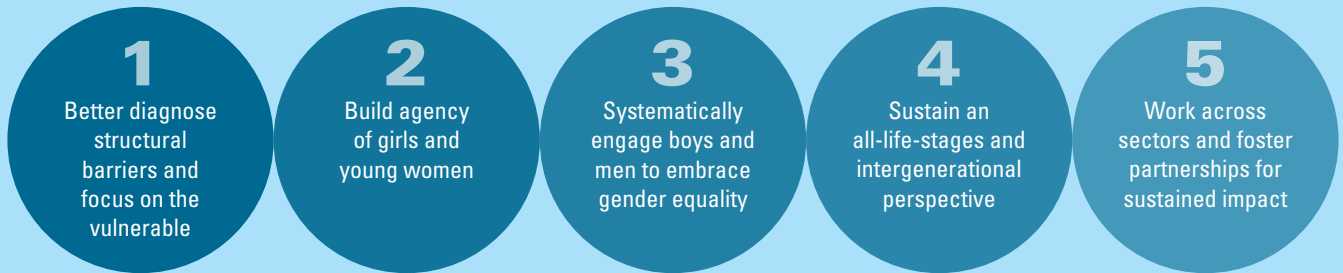 1
Better diagnose
structural
barriers and
focus on the
vulnerable
2
Build agency
of girls and
young women
3
Systematically
engage boys and
men to embrace
gender equality
4
Sustain an
all-life-stages and
intergenerational
perspective
5
Work across
sectors and foster
partnerships for
sustained impact